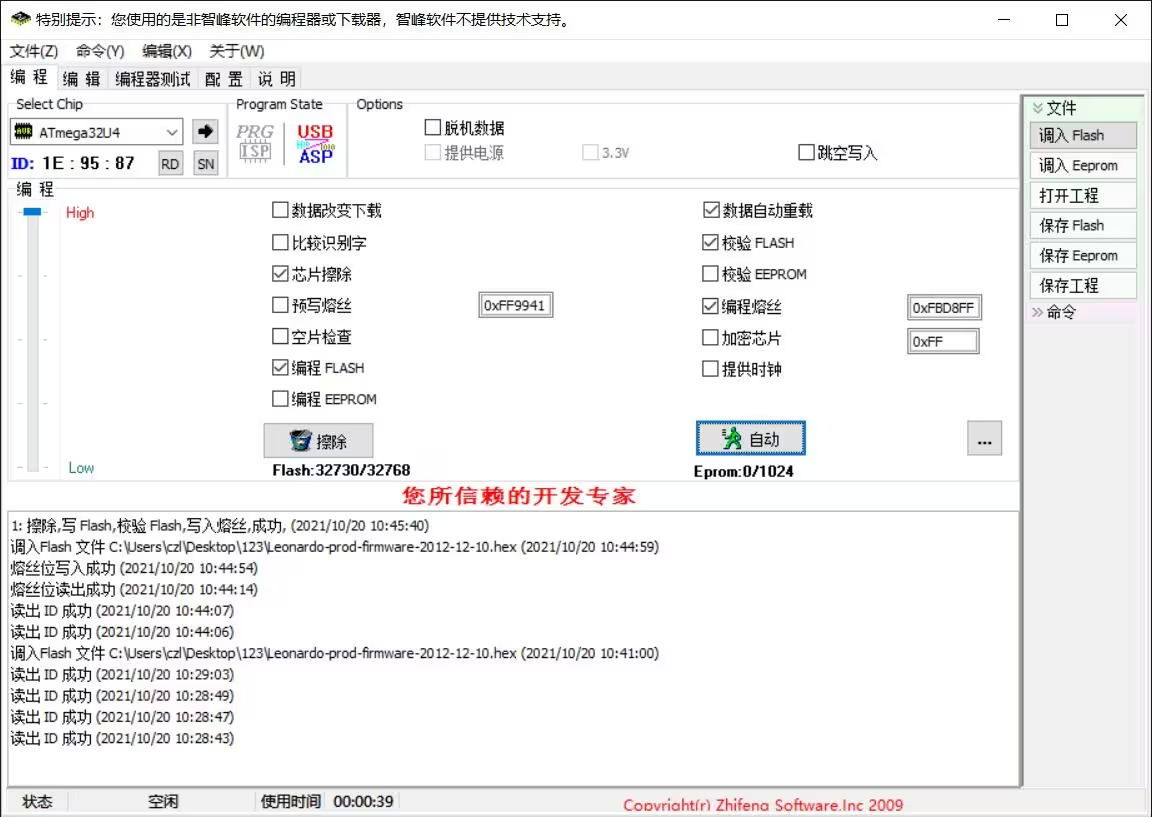 特别提示：您使用的是非智峰软件的编程器或下载器，智峰软件不提供技术支持。
文件(Z) 命令(Y) 编辑(X) 关于(W)
编 程 编 辑 编程器测试 配 置 说 明
Select Chip Program State Options
AVR ATmega32U4
PRG ISP
USB ASP
脱机数据
提供电源 3.3V 跳空写入
ID: 1E : 95 : 87 RD SN
编 程
High
数据改变下载 数据自动重载
比较识别字 校验 FLASH
芯片擦除 校验 EEPROM
预写熔丝 0xFF9941 编程熔丝 0xFBD8FF
空片检查 加密芯片 0xFF
编程 FLASH 提供时钟
编程 EEPROM
擦除 自动 ...
Low Flash:32730/32768 Eprom:0/1024
您所信赖的开发专家
1: 擦除,写 Flash,校验 Flash,写入熔丝,成功, (2021/10/20 10:45:40)
调入Flash 文件 C:\Users\czl\Desktop\123\Leonardo-prod-firmware-2012-12-10.hex (2021/10/20 10:44:59)
熔丝位写入成功 (2021/10/20 10:44:54)
熔丝位读出成功 (2021/10/20 10:44:14)
读出 ID 成功 (2021/10/20 10:44:07)
读出 ID 成功 (2021/10/20 10:44:06)
调入Flash 文件 C:\Users\czl\Desktop\123\Leonardo-prod-firmware-2012-12-10.hex (2021/10/20 10:41:00)
读出 ID 成功 (2021/10/20 10:29:03)
读出 ID 成功 (2021/10/20 10:28:49)
读出 ID 成功 (2021/10/20 10:28:47)
读出 ID 成功 (2021/10/20 10:28:43)
文件
调入 Flash
调入 Eeprom
打开工程
保存 Flash
保存 Eeprom
保存工程
命令
状态 空闲 使用时间 00:00:39 Copyright(r) Zhifeng Software.Inc 2009